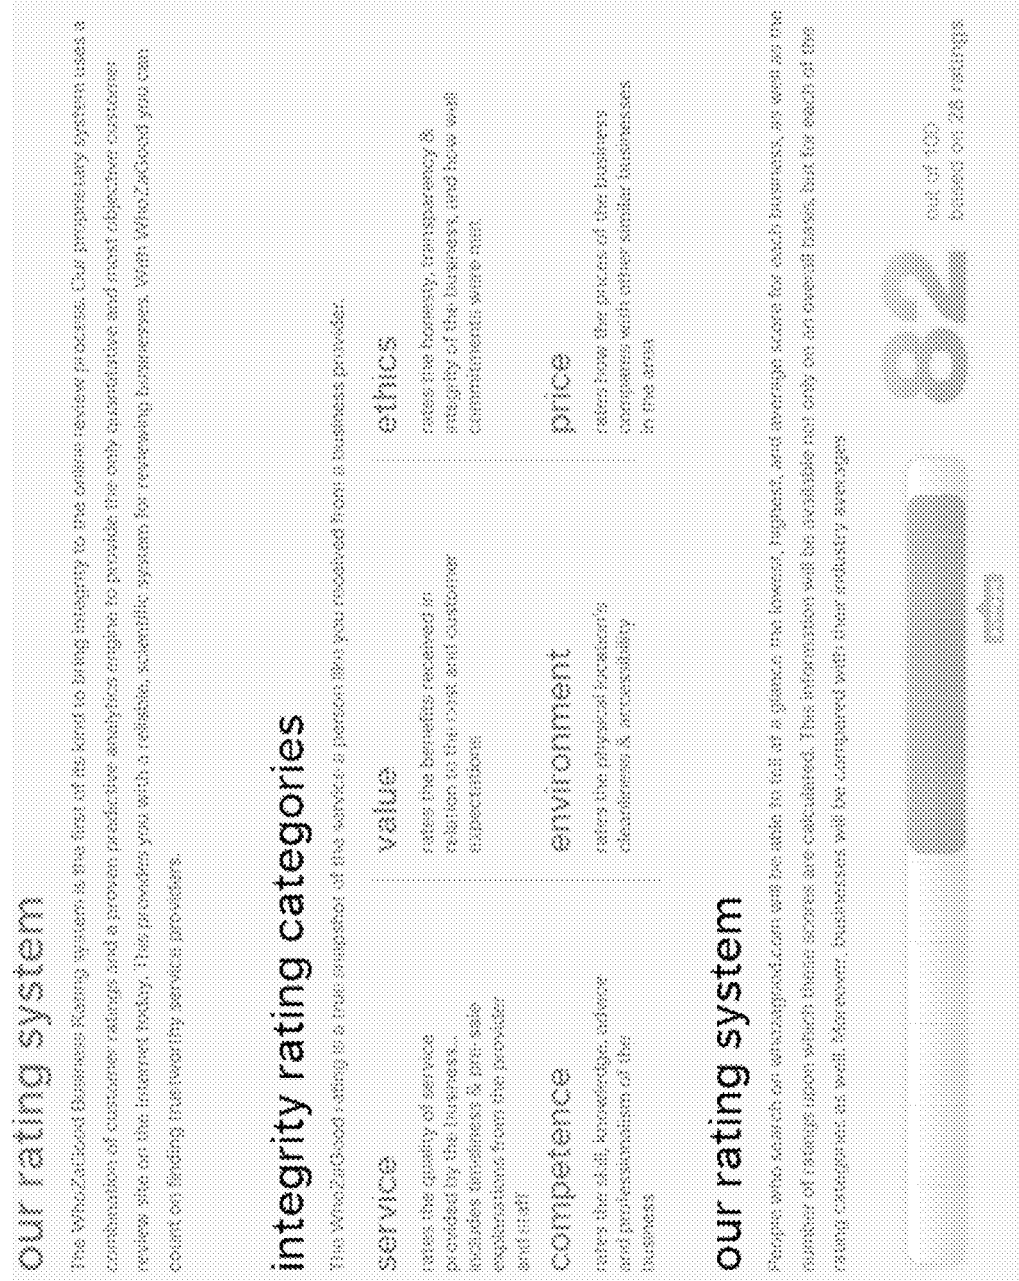 our rating system
The WhoZaGood Business Rating system is the first of its kind to bring integrity to the online review process. Our proprietary system uses a
combination of customer ratings and a proven predictive analytics engine to provide the only quantitative and most objective customer
review site on the internet today. This provides you with a reliable, scientific system for reviewing businesses. With WhoZaGood you can
count on finding trustworthy service providers.
integrity rating categories
The WhoZaGood rating is a true snapshot of the service a person like you received from a business provider.
service
rates the quality of service
provided by the business.
includes timeliness & pre-sale
explanation from the provider
and staff
value
rates the benefits received in
relation to the cost and customer
expectations
ethics
rates the honesty, transparency &
integrity of the business and how well
commitments were met
competence
rates the skill, knowledge,
and professionalism of the
business
environment
rates the physical location's
cleanliness & accessibility
price
rates how the prices of the business
compares with other similar businesses
in the area
our rating system
People who search on whozagood.com will be able to tell at a glance the lowest, highest, and average score for each business, as well as the
number of ratings upon which these scores are calculated. This information will be available not only on an overall basis, but for each of the
rating categories as well. Moreover, businesses will be compared with their industry averages
82
out of 100
based on 28 ratings